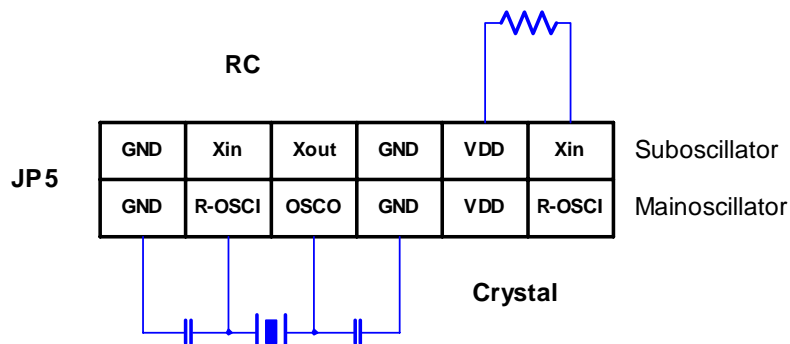 RC
GND Xin Xout GND VDD Xin Suboscillator
JP5
GND R-OSCI OSCO GND VDD R-OSCI Mainoscillator
Crystal